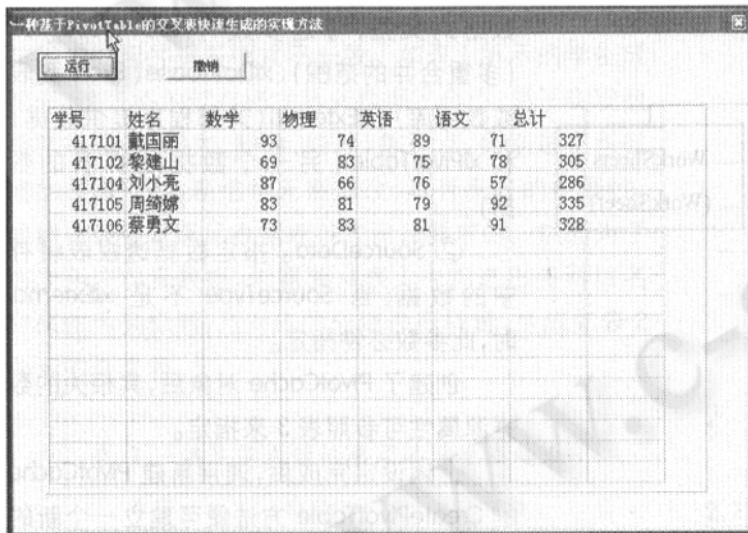 一种基于PivotTable的交叉表快速生成的实现方法
运行 撤销
学号 姓名 数学 物理 英语 语文 总计
417101 戴国丽 93 74 89 71 327
417102 黎建山 69 83 75 78 305
417104 刘小亮 87 66 76 57 286
417105 周绮嫦 83 81 79 92 335
417106 蔡勇文 73 83 81 91 328
www.c-s